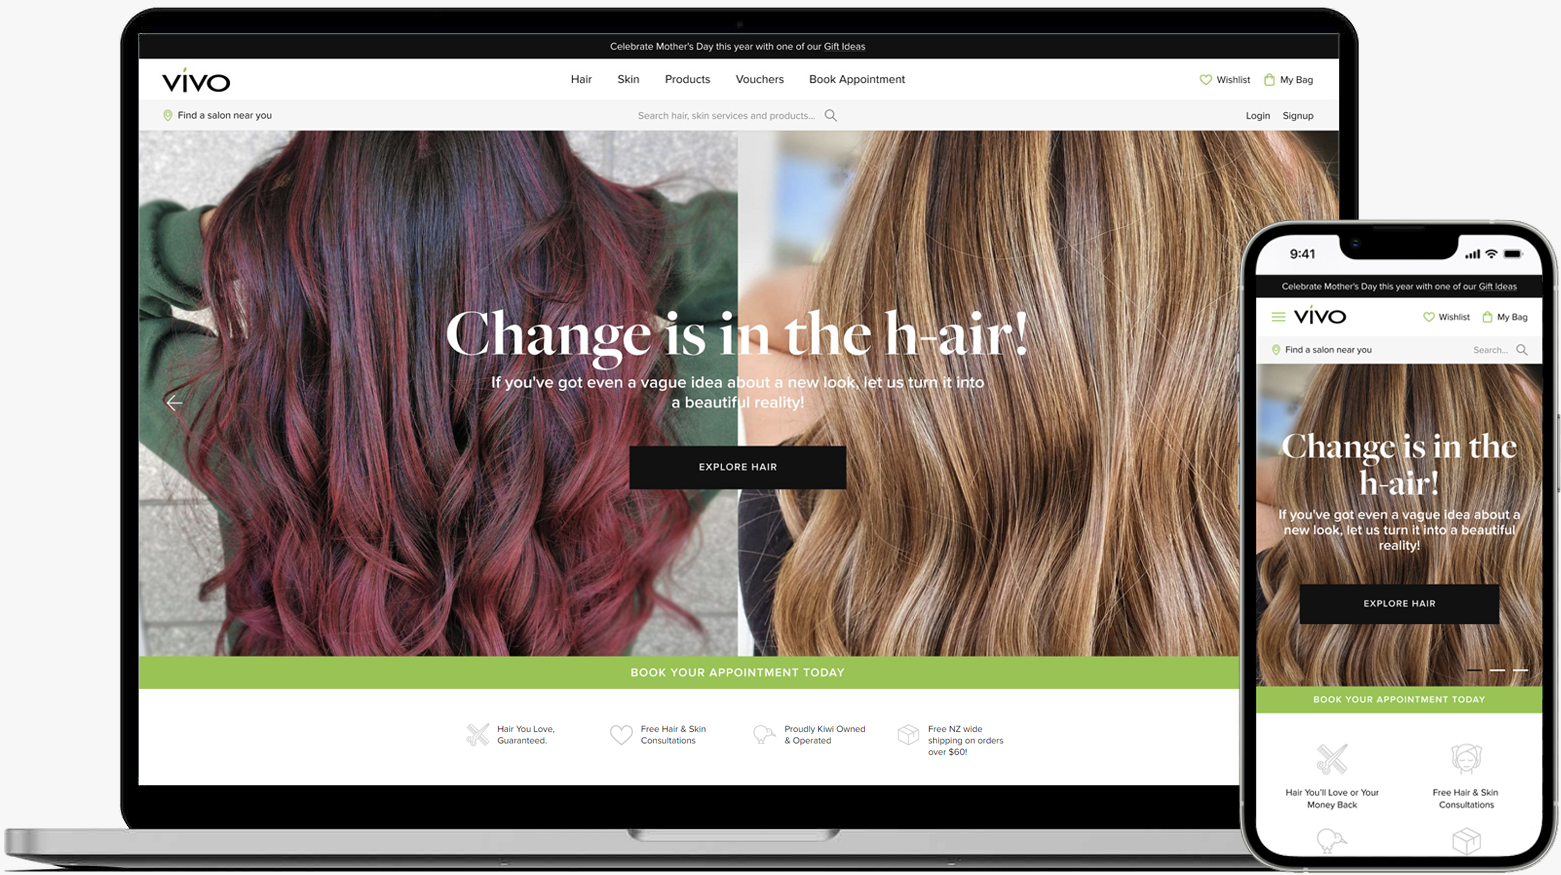 Celebrate Mother's Day this year with one of our Gift Ideas
vivo
Hair Skin Products Vouchers Book Appointment
Wishlist My Bag
Find a salon near you
Search hair, skin services and products...
Login Signup
Change is in the h-air!
If you've got even a vague idea about a new look, let us turn it into
a beautiful reality!
EXPLORE HAIR
BOOK YOUR APPOINTMENT TODAY
Hair You Love,
Guaranteed.
Free Hair & Skin
Consultations
Proudly Kiwi Owned
& Operated
Free NZ wide
shipping on orders
over $60!
9:41
Celebrate Mother's Day this year with one of our Gift Ideas
vivo
Wishlist My Bag
Find a salon near you
Search...
Change is in the
h-air!
If you've got even a vague idea about a
new look, let us turn it into a beautiful
reality!
EXPLORE HAIR
BOOK YOUR APPOINTMENT TODAY
Hair You'll Love or Your
Money Back
Free Hair & Skin
Consultations